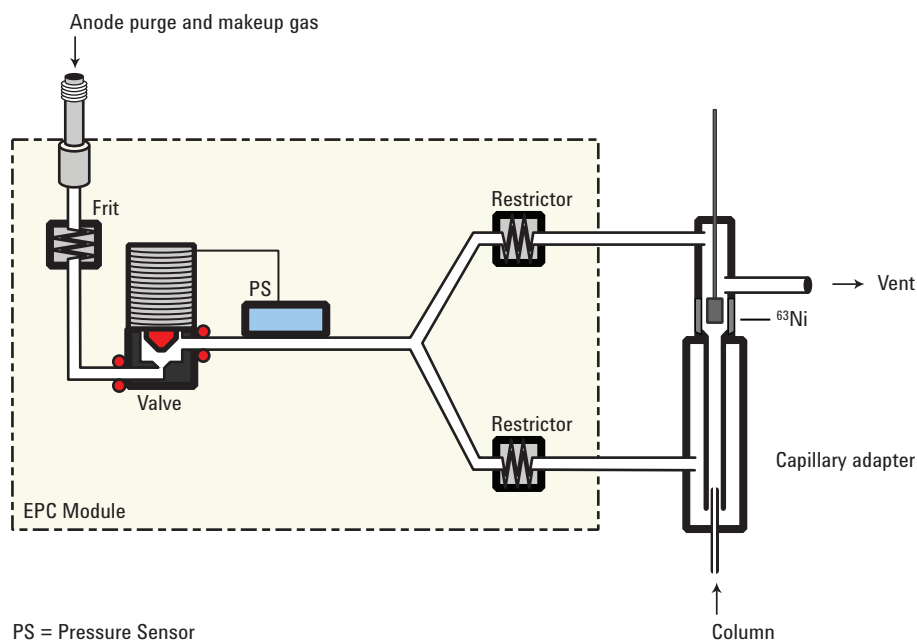 Anode purge and makeup gas
Frit
Restrictor
PS
Vent
⁶³Ni
Valve
Restrictor
Capillary adapter
EPC Module
PS = Pressure Sensor
Column